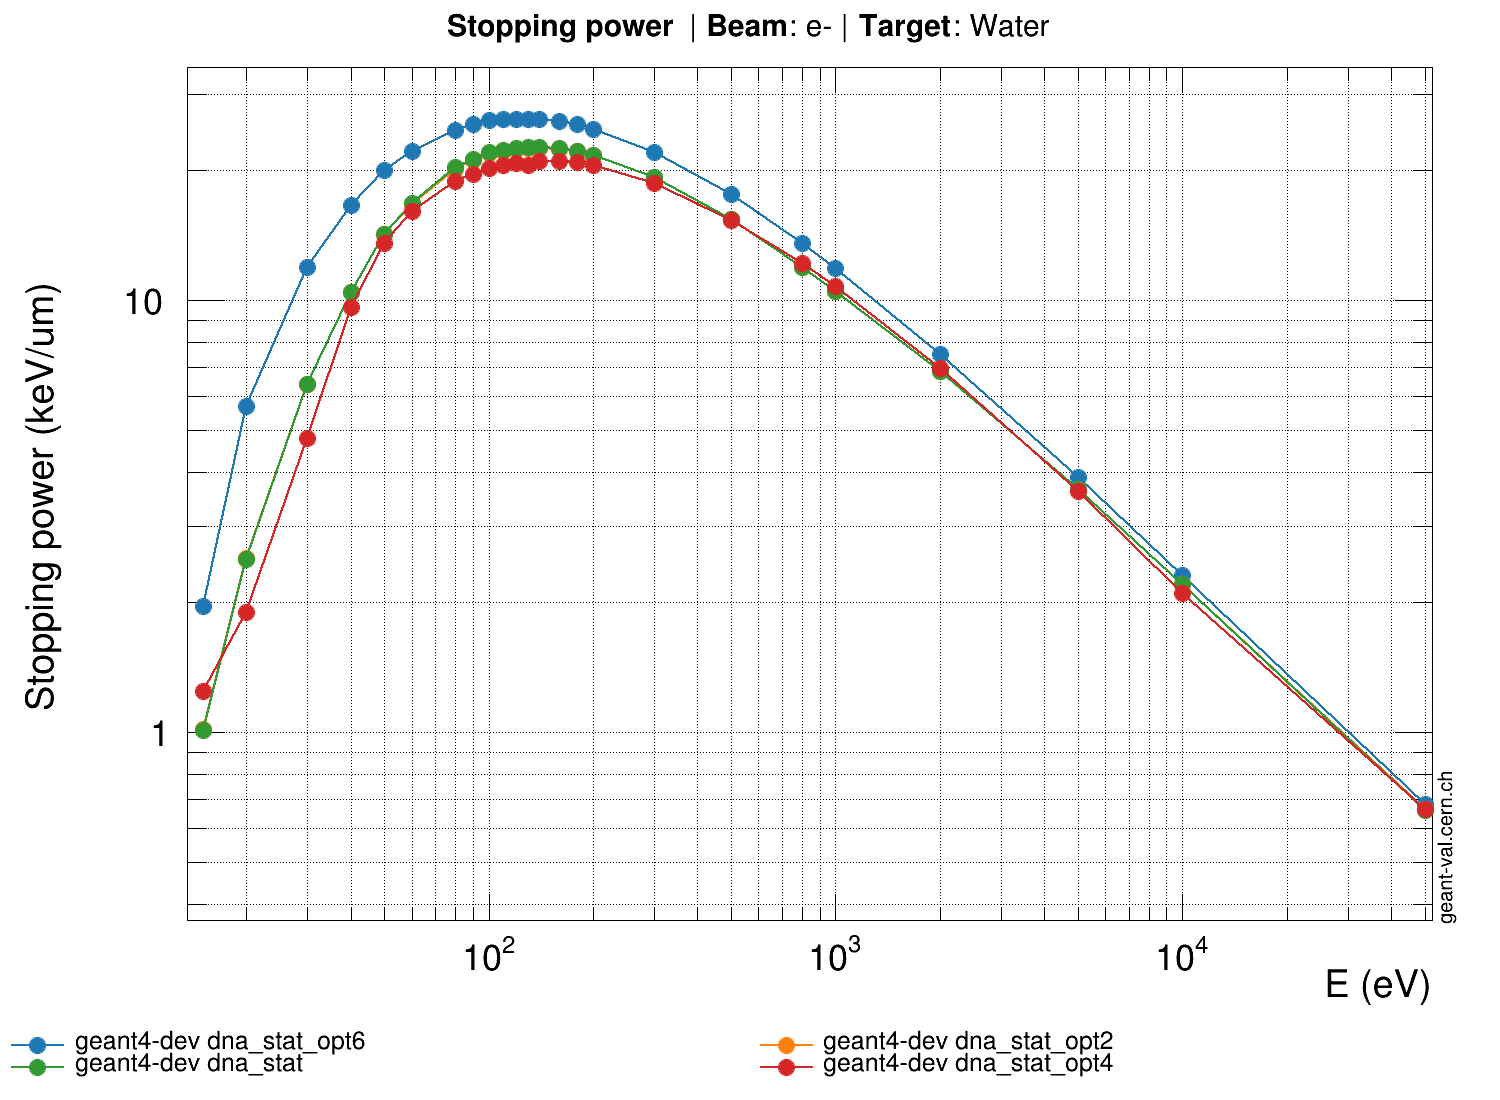 Stopping power | Beam: e- | Target: Water
Stopping power (keV/um)
10
1
10²
10³
10⁴
E (eV)
geant-val.cern.ch
geant4-dev dna_stat_opt6
geant4-dev dna_stat_opt2
geant4-dev dna_stat
geant4-dev dna_stat_opt4